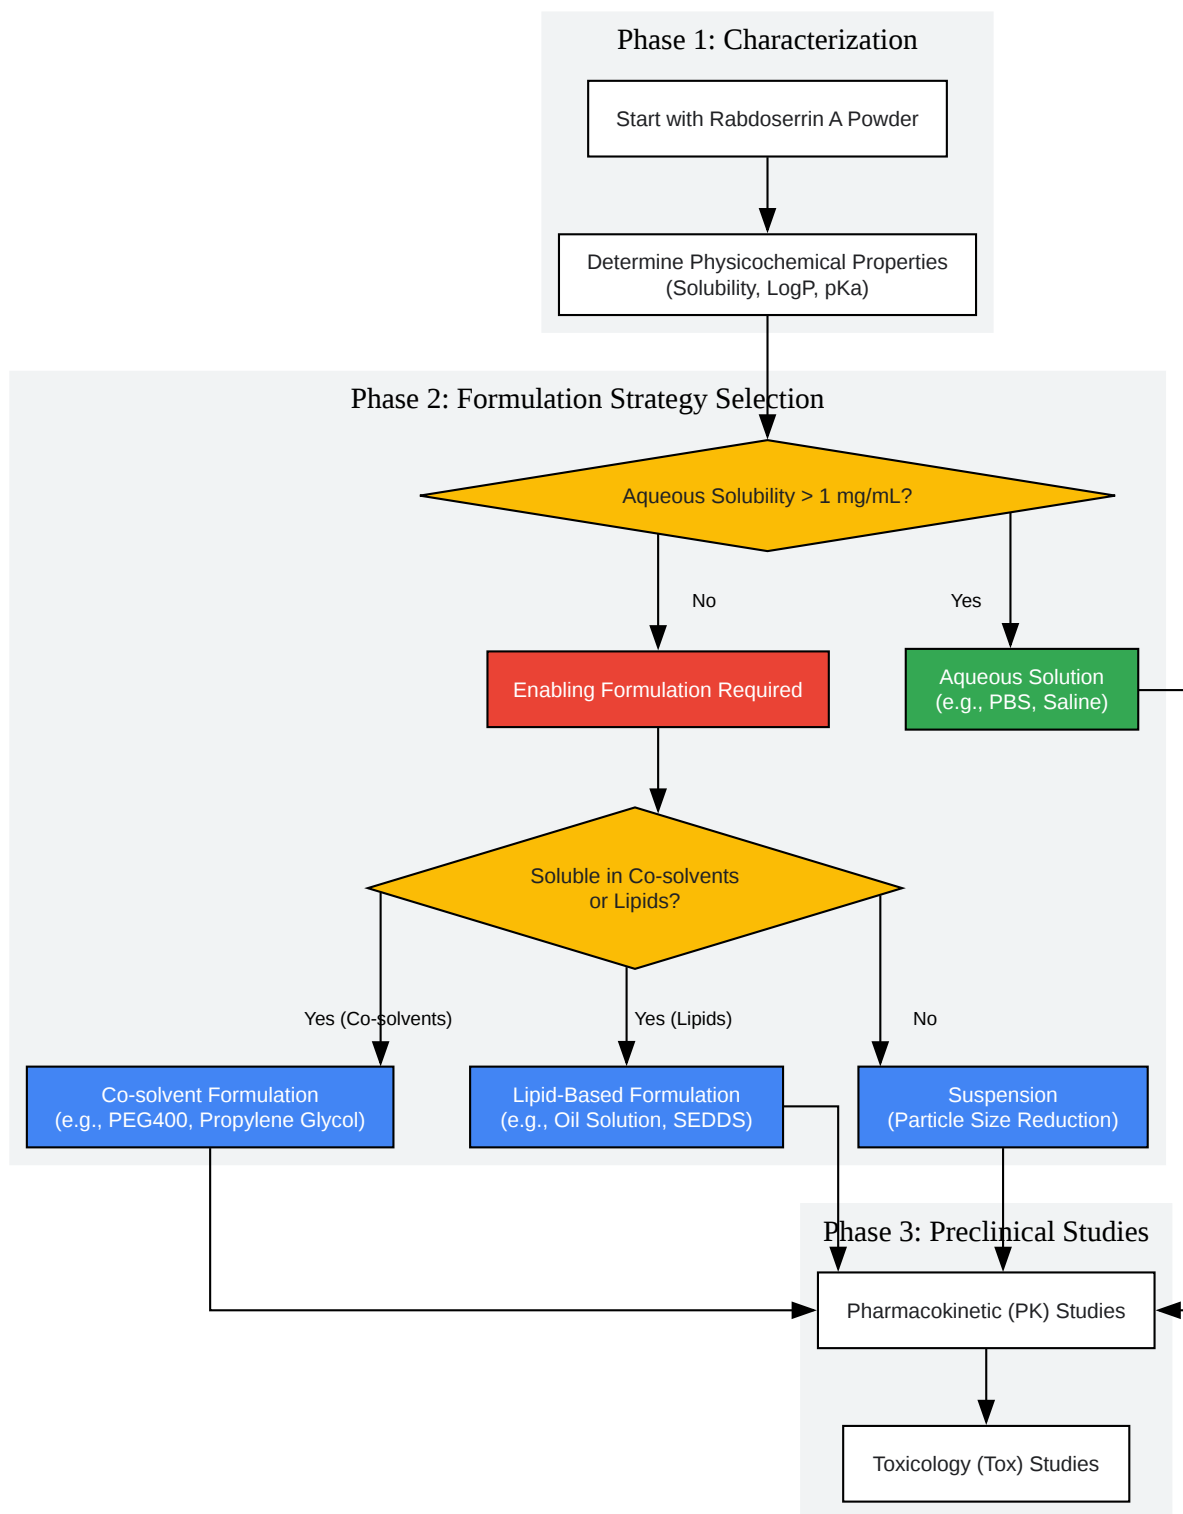 Phase 1: Characterization
Start with Rabdoserrin A Powder
Determine Physicochemical Properties
(Solubility, LogP, pKa)
Phase 2: Formulation Strategy Selection
Aqueous Solubility > 1 mg/mL?
No
Yes
Enabling Formulation Required
Aqueous Solution
(e.g., PBS, Saline)
Soluble in Co-solvents
or Lipids?
Yes (Co-solvents)
Yes (Lipids)
No
Co-solvent Formulation
(e.g., PEG400, Propylene Glycol)
Lipid-Based Formulation
(e.g., Oil Solution, SEDDS)
Suspension
(Particle Size Reduction)
Phase 3: Preclinical Studies
Pharmacokinetic (PK) Studies
Toxicology (Tox) Studies